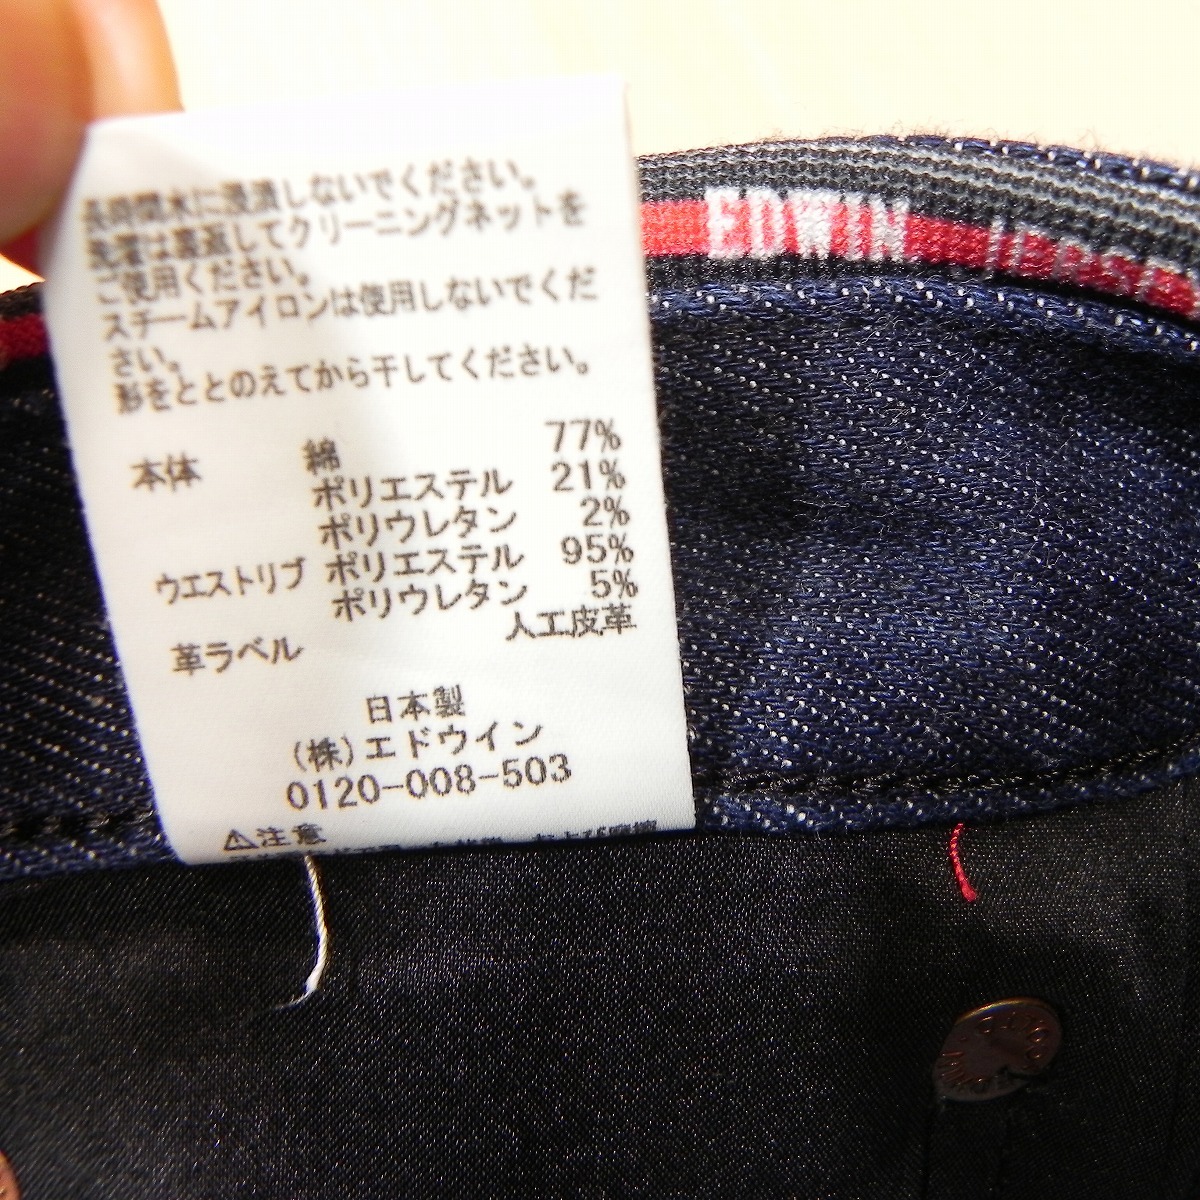 長時間水に浸漬しないでください。
洗濯は裏返してクリーニングネットを
ご使用ください。
スチームアイロンは使用しないでくだ
さい。
形をととのえてから干してください。
本体 綿 77%
ポリエステル 21%
ポリウレタン 2%
ウエストリブ ポリエステル 95%
ポリウレタン 5%
革ラベル 人工皮革
日本製
(株)エドウイン
0120-008-503
⚠注意
および摩擦
EDWIN JERSEY